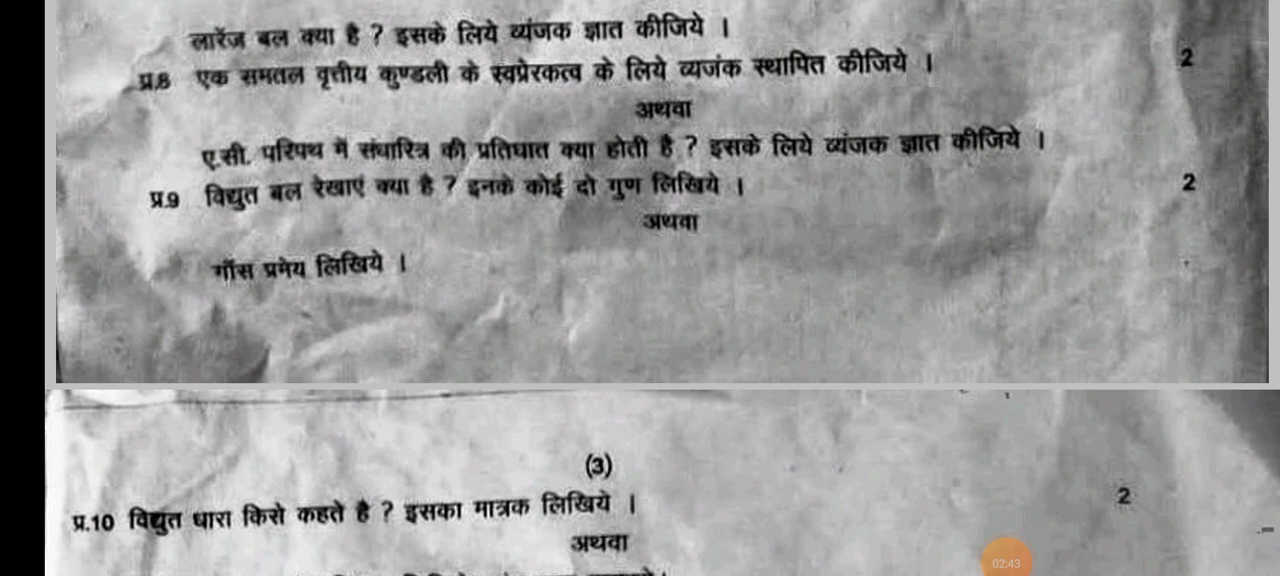 लारेंज बल क्या है ? इसके लिये व्यंजक ज्ञात कीजिये ।
प्र.8 एक समतल वृत्तीय कुण्डली के स्वप्रेरकत्व के लिये व्यजंक स्थापित कीजिये । 2
अथवा
ए.सी. परिपथ में संधारित्र की प्रतिघात क्या होती है ? इसके लिये व्यंजक ज्ञात कीजिये ।
प्र.9 विद्युत बल रेखाएं क्या है ? इनके कोई दो गुण लिखिये । 2
अथवा
गॉस प्रमेय लिखिये ।
(3)
प्र.10 विद्युत धारा किसे कहते है ? इसका मात्रक लिखिये । 2
अथवा
02:43